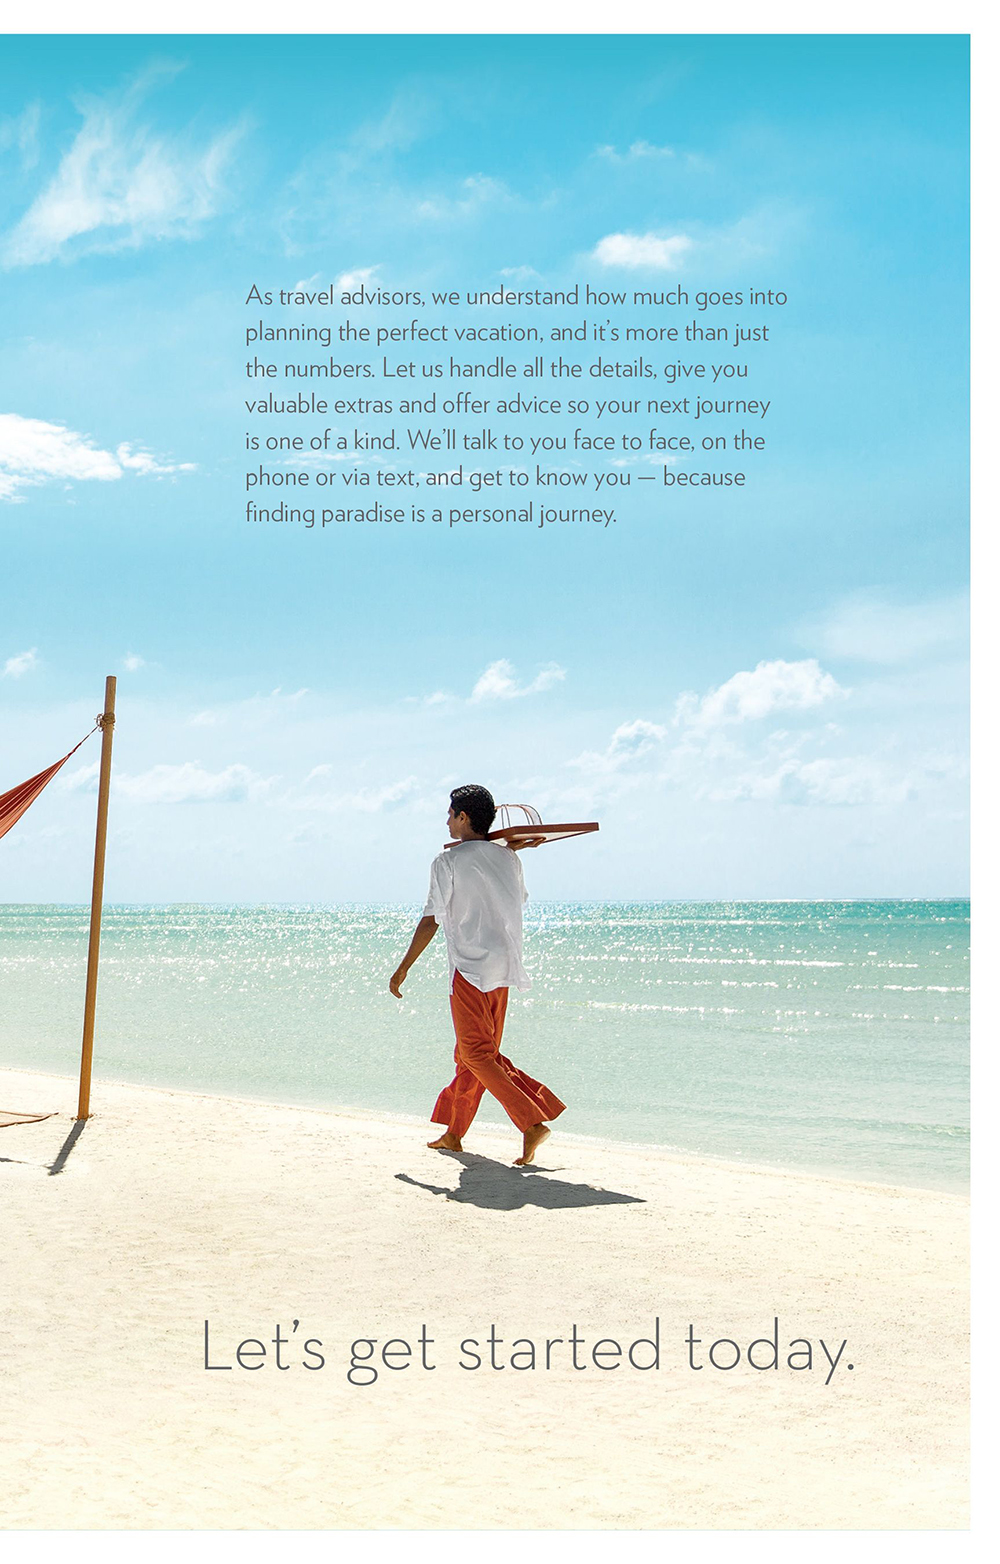 As travel advisors, we understand how much goes into
planning the perfect vacation, and it’s more than just
the numbers. Let us handle all the details, give you
valuable extras and offer advice so your next journey
is one of a kind. We’ll talk to you face to face, on the
phone or via text, and get to know you — because
finding paradise is a personal journey.
Let’s get started today.